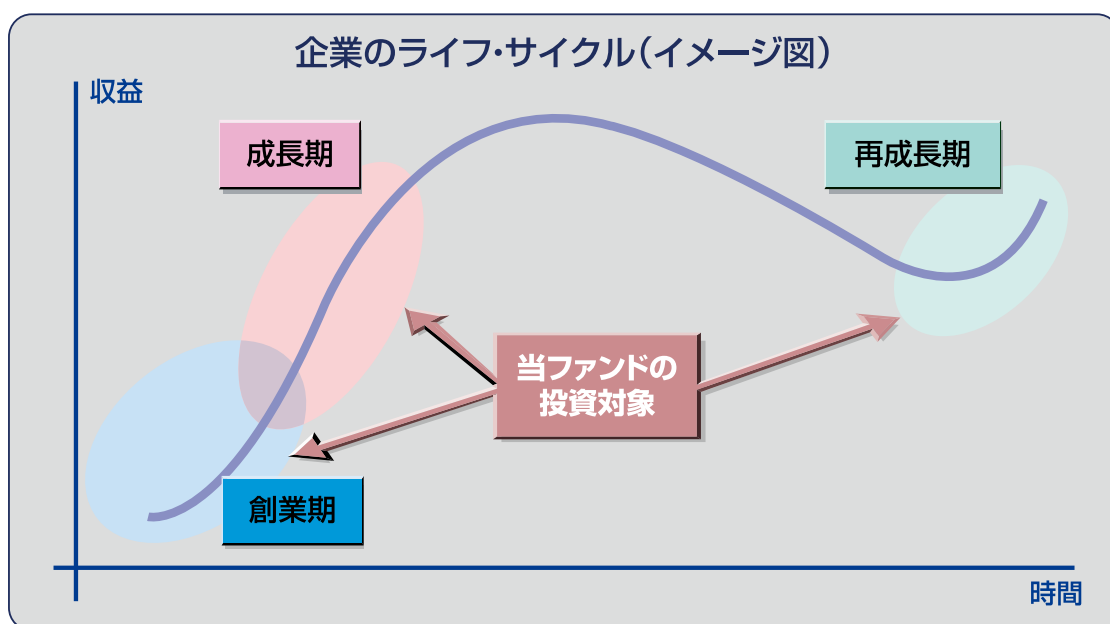 企業のライフ・サイクル(イメージ図)
収益
成長期
再成長期
当ファンドの
投資対象
創業期
時間